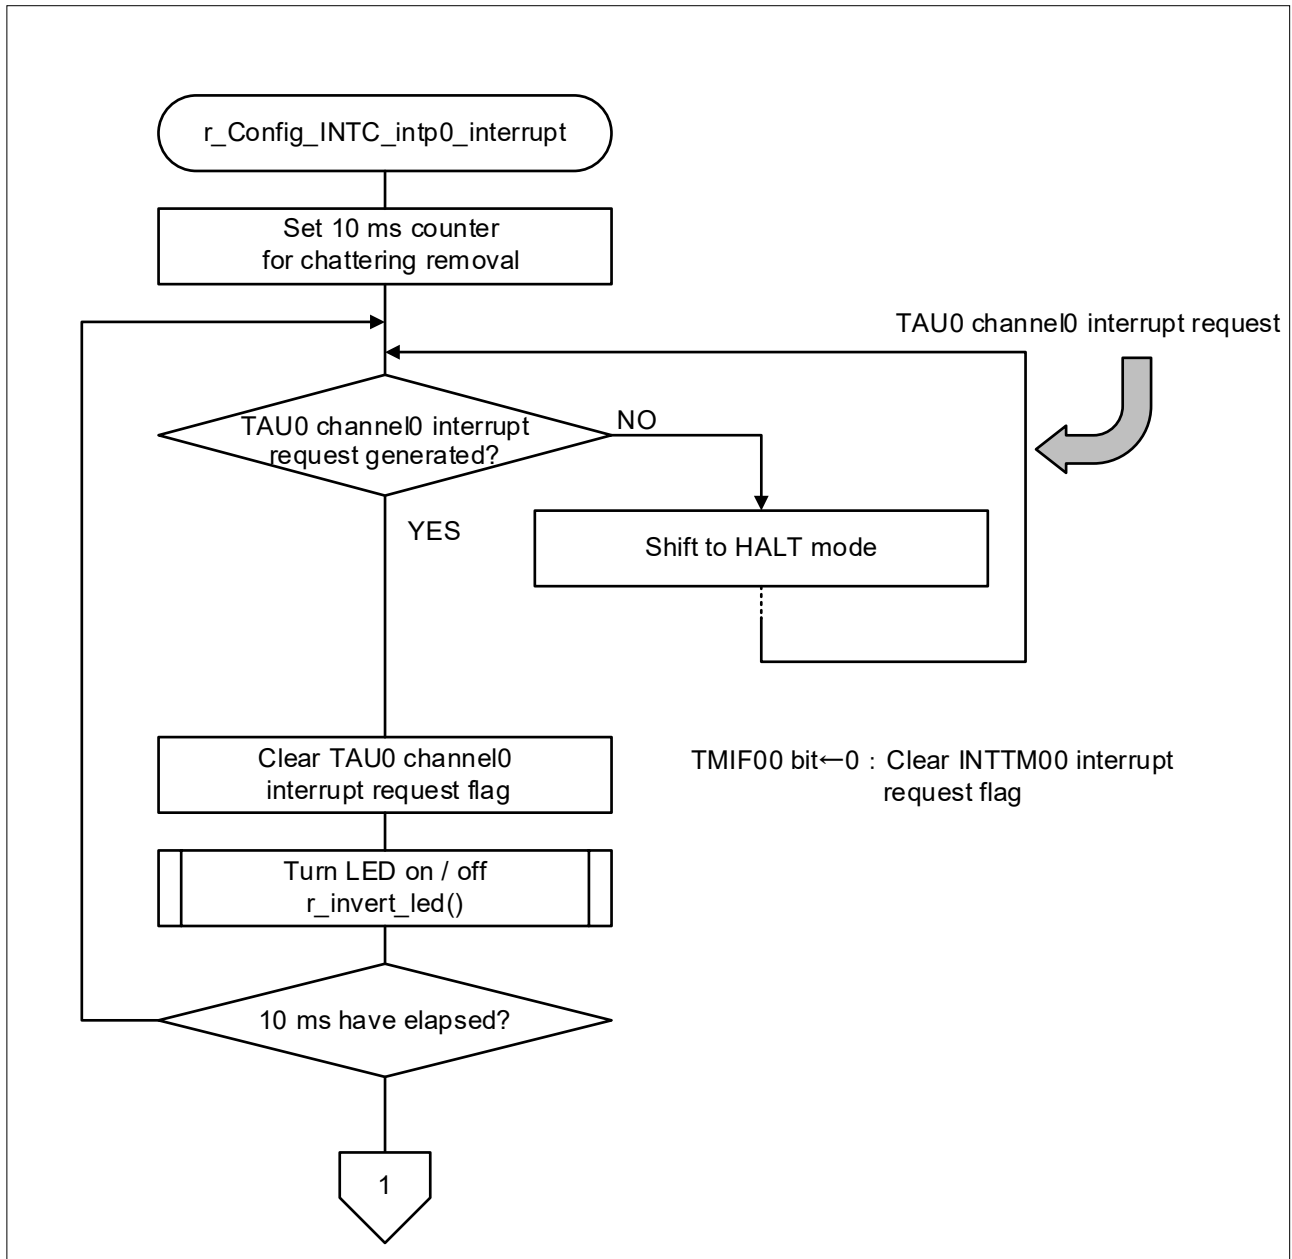 r_Config_INTC_intp0_interrupt
Set 10 ms counter
for chattering removal
TAU0 channel0 interrupt request
TAU0 channel0 interrupt
request generated?
NO
YES
Shift to HALT mode
Clear TAU0 channel0
interrupt request flag
TMIF00 bit←0 : Clear INTTM00 interrupt
request flag
Turn LED on / off
r_invert_led()
10 ms have elapsed?
1